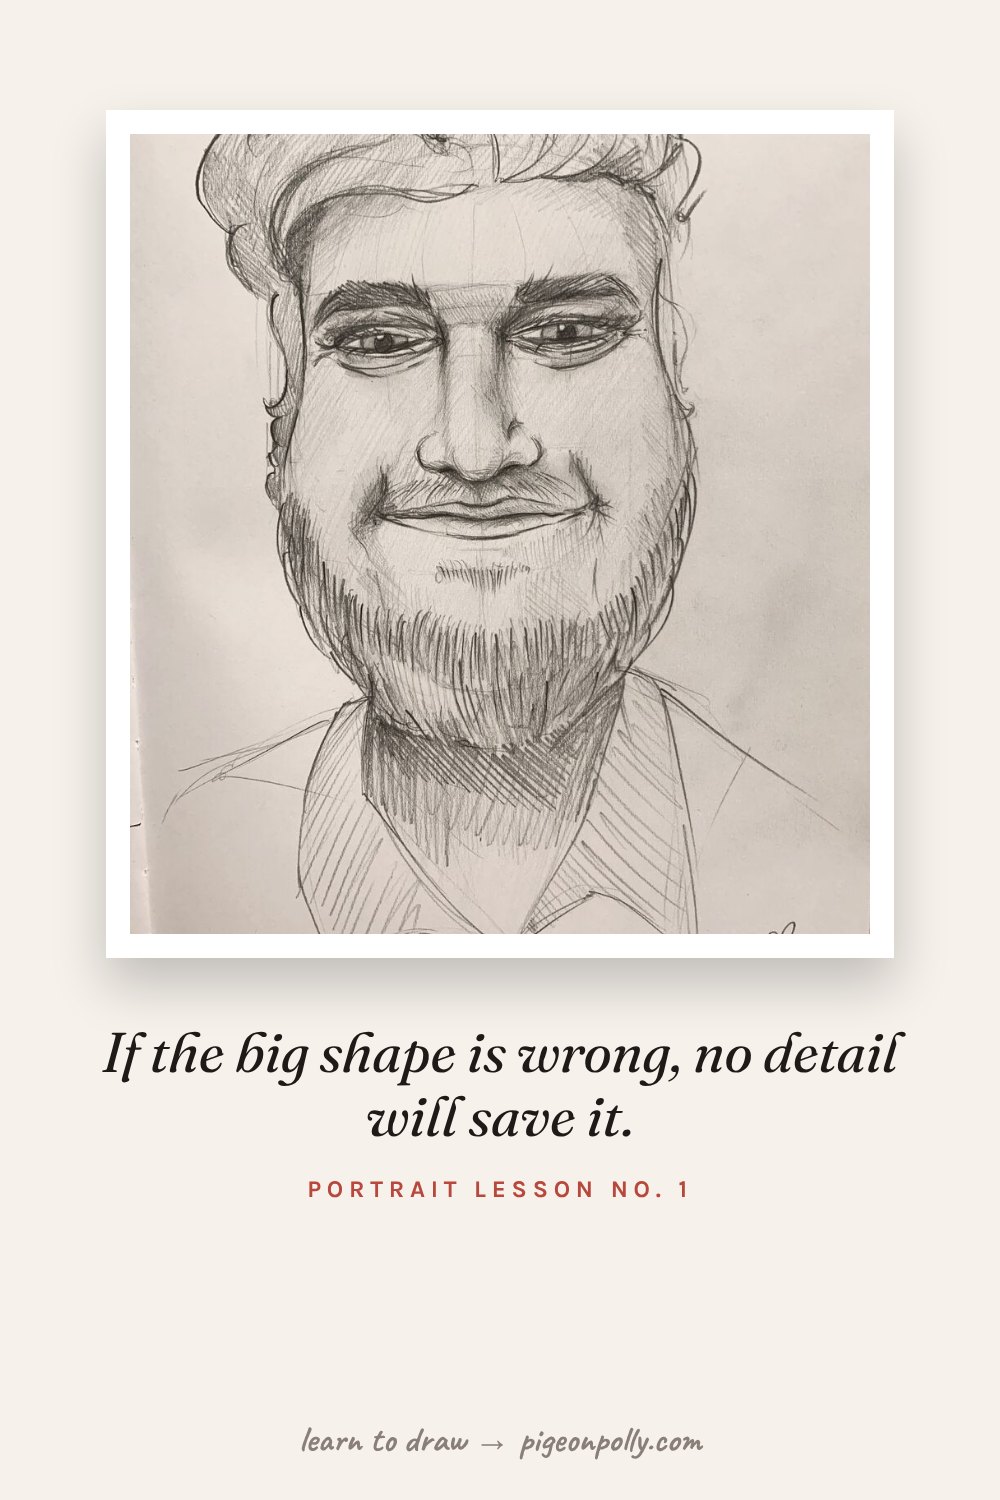 If the big shape is wrong, no detail
will save it.
PORTRAIT LESSON NO. 1
learn to draw → pigeonpolly.com